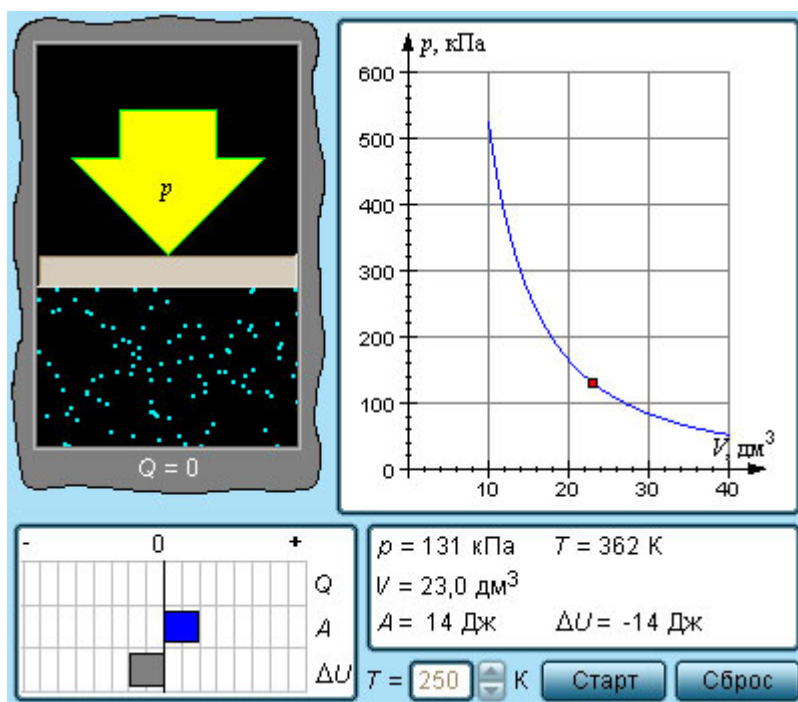 p
Q = 0
p, кПа
600
500
400
300
200
100
0
10 20 30 40
V, дм³
- 0 +
Q
A
ΔU
p = 131 кПа T = 362 К
V = 23,0 дм³
A = 14 Дж ΔU = -14 Дж
T = 250 К Старт Сброс